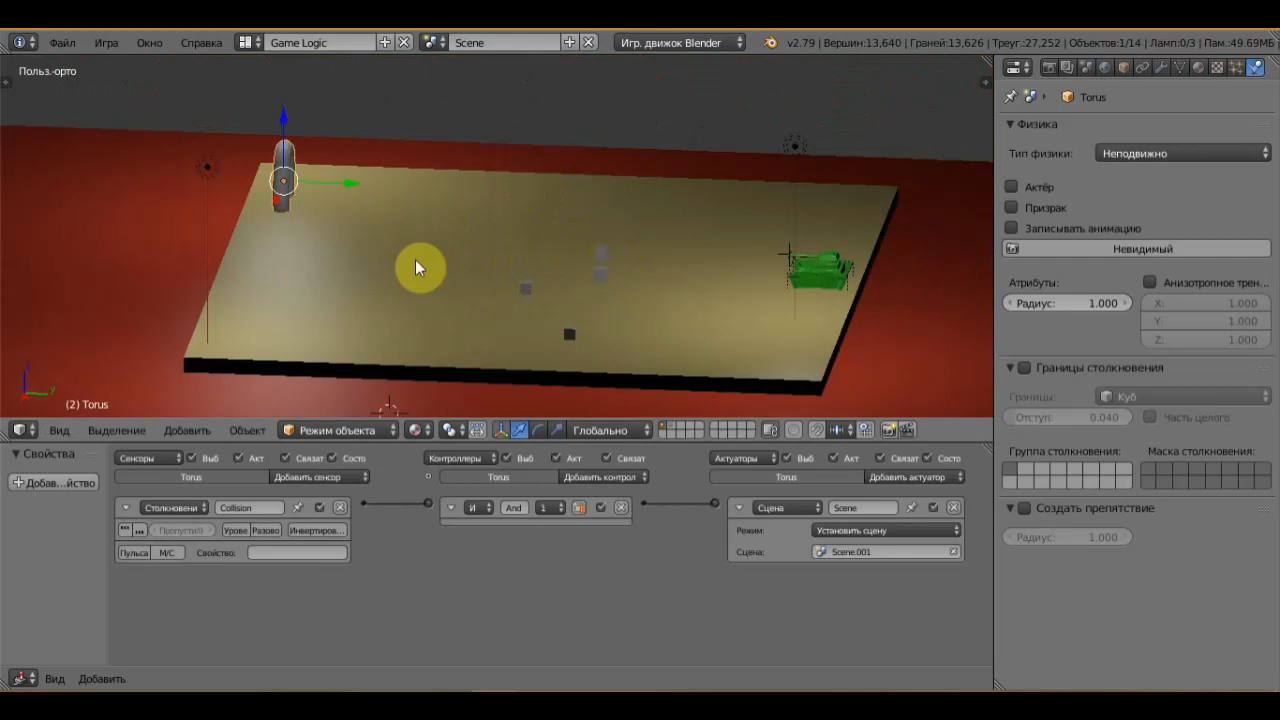 Файл Игра Окно Справка Game Logic Scene Игр. движок Blender v2.79 | Вершин:13,640 | Граней:13,626 | Треуг.:27,252 | Объектов:1/14 | Ламп:0/3 | Пам.:49.69МБ
Польз.-орто
Torus
Физика
Тип физики: Неподвижно
Актёр
Призрак
Записывать анимацию
Невидимый
Атрибуты: Анизотропное трен...
Радиус: 1.000 X: 1.000
Y: 1.000
Z: 1.000
Границы столкновения
Границы: Куб
Отступ: 0.040 Часть целого
Группа столкновения: Маска столкновения:
Создать препятствие
Радиус: 1.000
z
y
(2) Torus
Вид Выделение Добавить Объект Режим объекта Глобально
Свойства
Добав...йство
Сенсоры Выб Акт Связат Состо Контроллеры Выб Акт Связат Актуаторы Выб Акт Связат Состо
Torus Добавить сенсор Torus Добавить контрол Torus Добавить актуатор
Столкновени Collision И And 1 Сцена Scene
Пропусти:0 Урове Разово Инвертиров... Режим: Установить сцену
Пульса М/С Свойство: Сцена: Scene.001
Вид Добавить